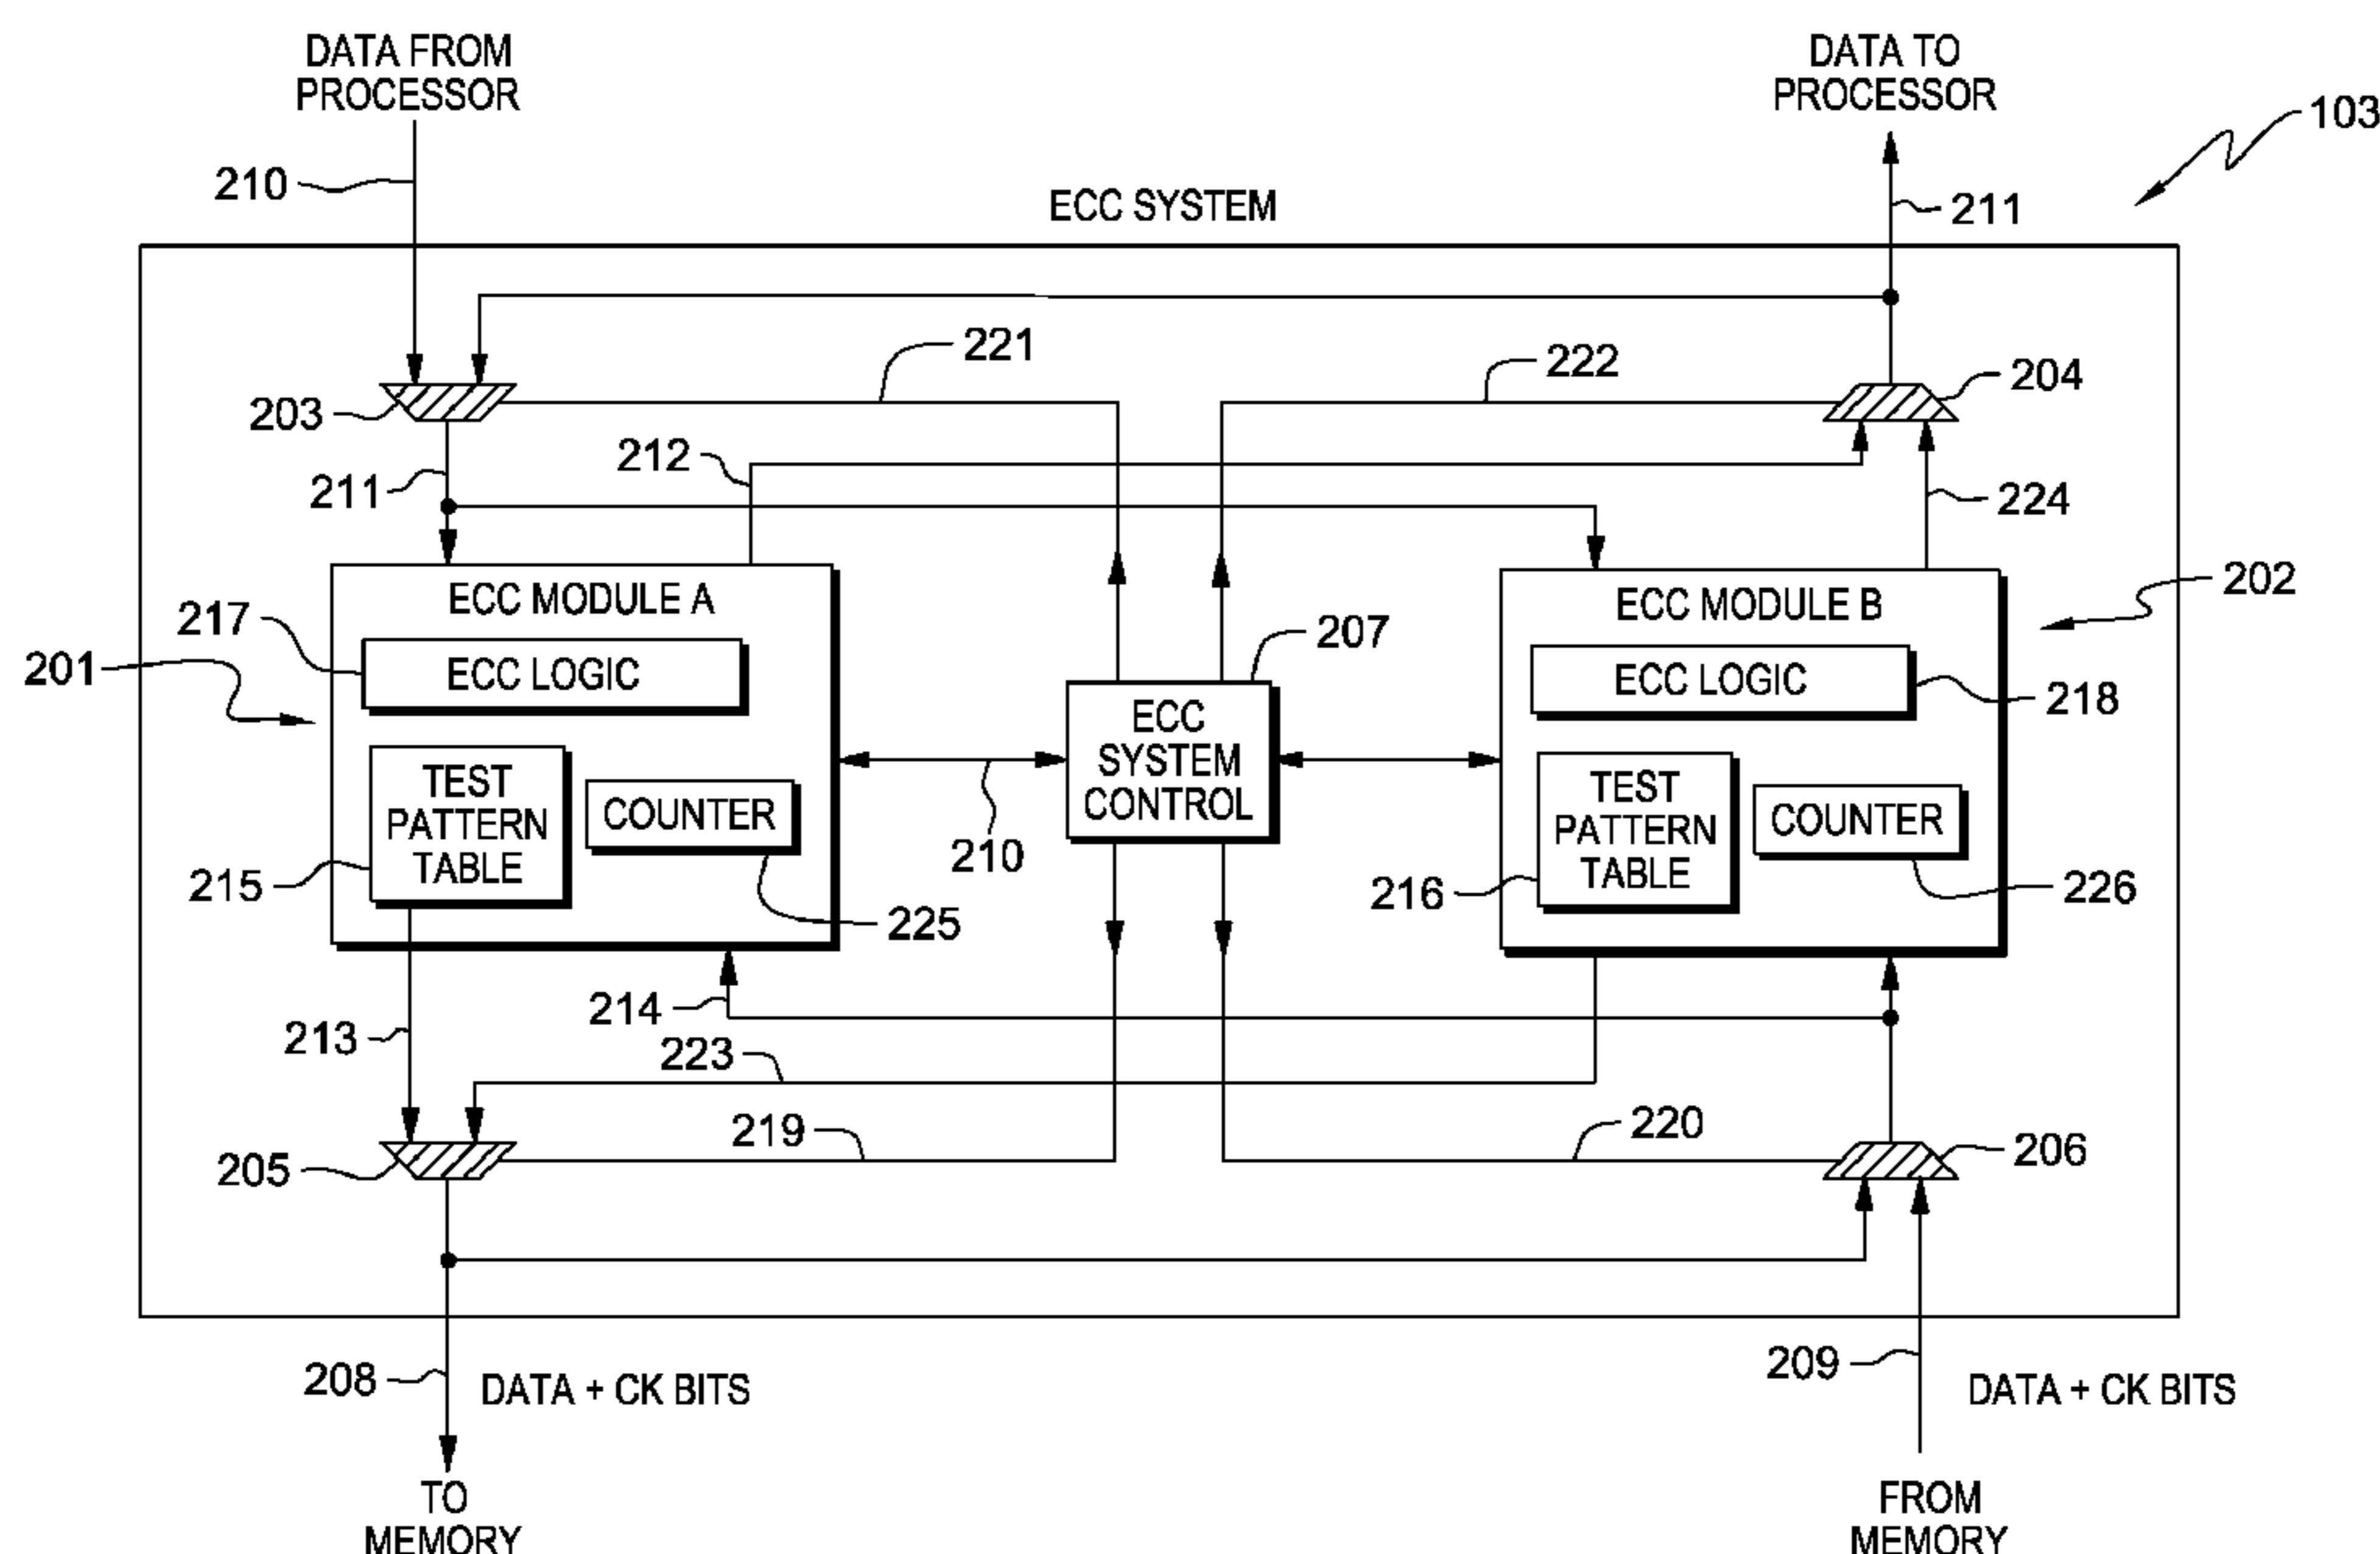 DATA FROM
PROCESSOR
DATA TO
PROCESSOR
103
210
211
ECC SYSTEM
221
222
204
203
212
211
224
ECC MODULE A
ECC MODULE B
202
217
ECC LOGIC
207
ECC LOGIC
201
218
ECC
SYSTEM
CONTROL
TEST
PATTERN
TABLE
COUNTER
TEST
PATTERN
TABLE
COUNTER
210
215
216
226
225
214
213
223
219
220
205
206
208
DATA + CK BITS
209
DATA + CK BITS
TO
MEMORY
FROM
MEMORY